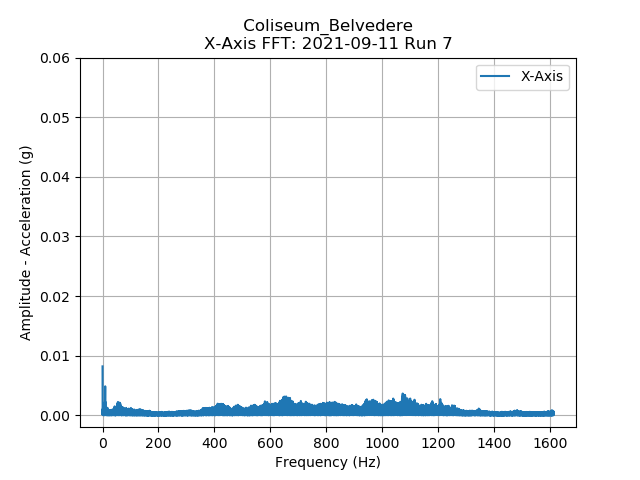 Coliseum_Belvedere
X-Axis FFT: 2021-09-11 Run 7
X-Axis
0.06
0.05
0.04
0.03
0.02
0.01
0.00
Amplitude - Acceleration (g)
0 200 400 600 800 1000 1200 1400 1600
Frequency (Hz)